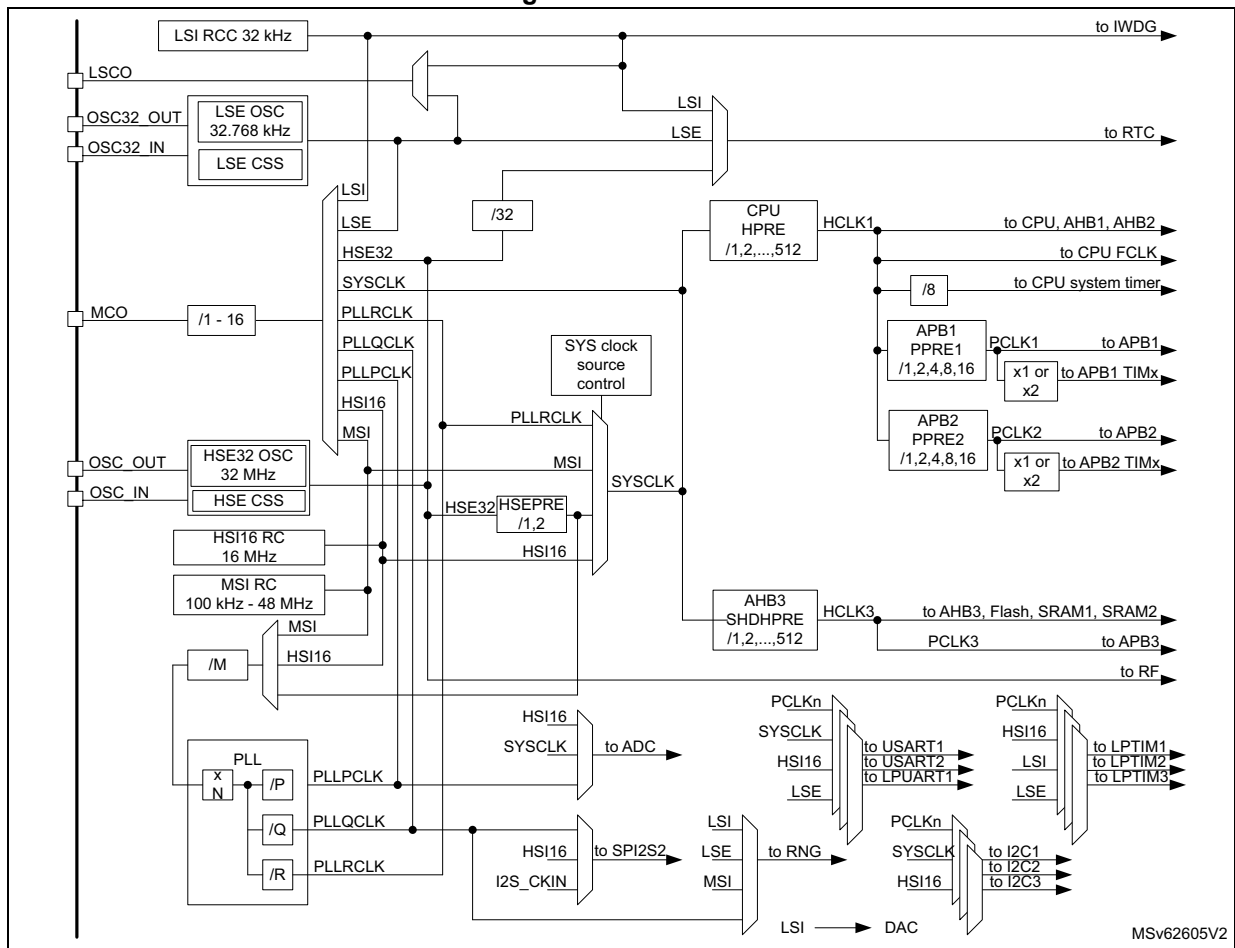 g
LSI RCC 32 kHz
to IWDG
LSCO
OSC32_OUT
LSE OSC
32.768 kHz
OSC32_IN
LSE CSS
LSI
LSE
to RTC
/32
LSI
LSE
HSE32
SYSCLK
PLLRCLK
PLLQCLK
PLLPCLK
HSI16
MSI
MCO
/1 - 16
CPU
HPRE
/1,2,...,512
HCLK1
to CPU, AHB1, AHB2
to CPU FCLK
/8
to CPU system timer
APB1
PPRE1
/1,2,4,8,16
PCLK1
to APB1
x1 or
x2
to APB1 TIMx
APB2
PPRE2
/1,2,4,8,16
PCLK2
to APB2
x1 or
x2
to APB2 TIMx
SYS clock
source
control
PLLRCLK
MSI
HSE32
HSEPRE
/1,2
HSI16
SYSCLK
OSC_OUT
HSE32 OSC
32 MHz
OSC_IN
HSE CSS
HSI16 RC
16 MHz
MSI RC
100 kHz - 48 MHz
AHB3
SHDHPRE
/1,2,...,512
HCLK3
to AHB3, Flash, SRAM1, SRAM2
PCLK3
to APB3
to RF
MSI
HSI16
/M
PLL
x
N
/P
PLLPCLK
/Q
PLLQCLK
/R
PLLRCLK
HSI16
SYSCLK
to ADC
HSI16
I2S_CKIN
to SPI2S2
LSI
LSE
MSI
to RNG
PCLKn
SYSCLK
HSI16
LSE
to USART1
to USART2
to LPUART1
PCLKn
HSI16
LSI
LSE
to LPTIM1
to LPTIM2
to LPTIM3
PCLKn
SYSCLK
HSI16
to I2C1
to I2C2
to I2C3
LSI
DAC
MSv62605V2